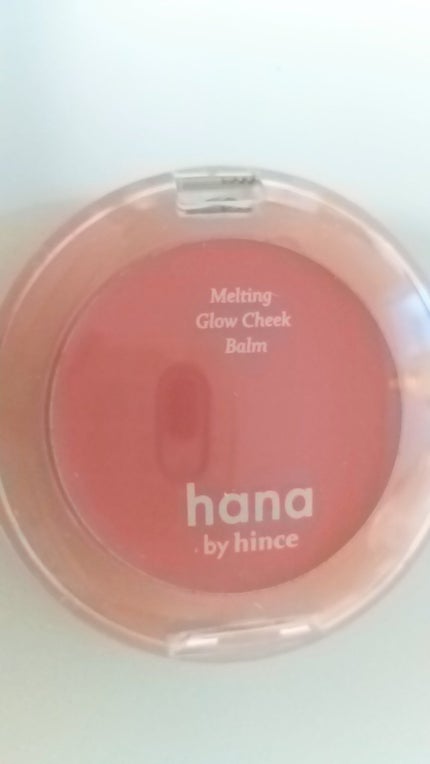 Melting
Glow Cheek
Balm
hana
by hince